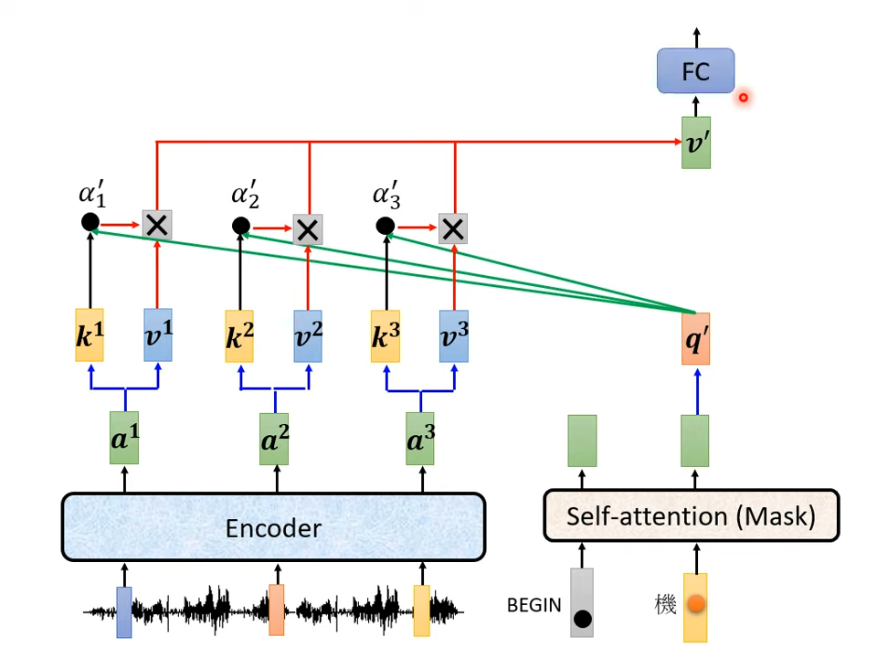 FC
v′
α′₁
α′₂
α′₃
k¹
v¹
k²
v²
k³
v³
q′
a¹
a²
a³
Encoder
Self-attention (Mask)
BEGIN
機